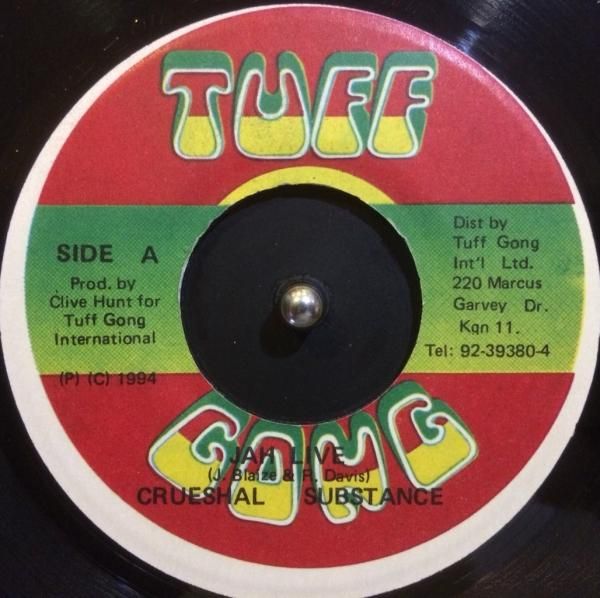 TUFF
SIDE A
Prod. by
Clive Hunt for
Tuff Gong
International
(P) (C) 1994
Dist by
Tuff Gong
Int'l Ltd.
220 Marcus
Garvey Dr.
Kgn 11.
Tel: 92-39380-4
GONG
JAH LIVE
(J. Blaize & R. Davis)
CRUESHAL SUBSTANCE